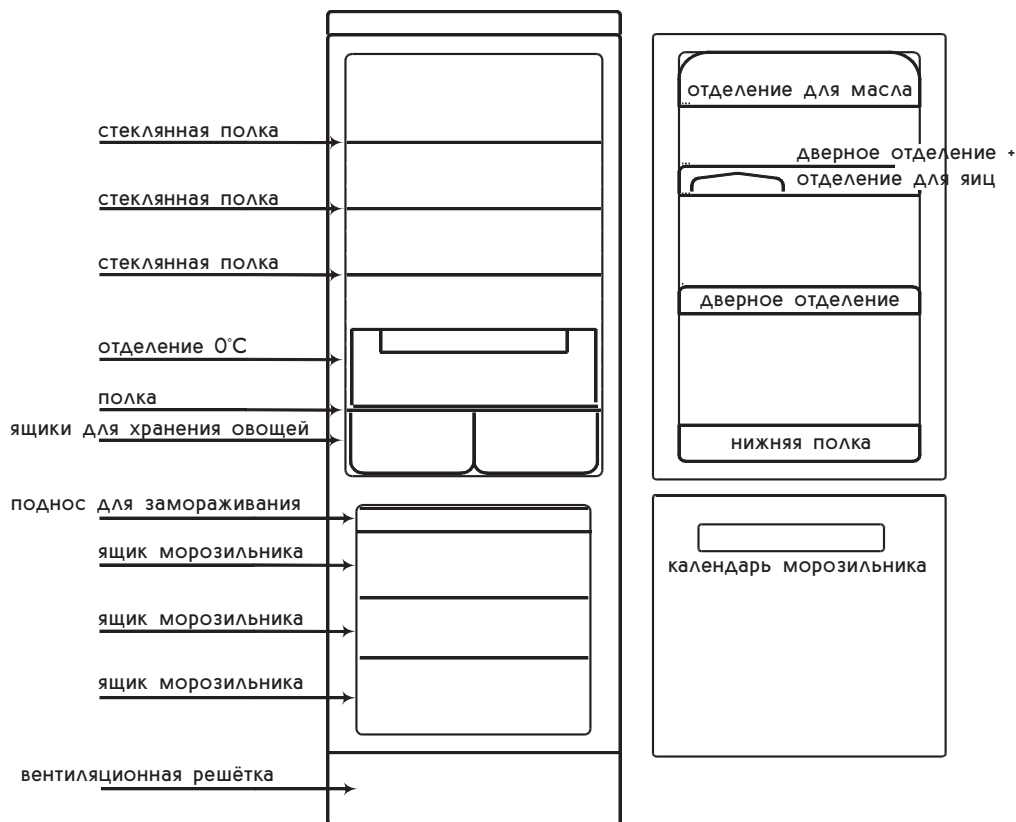 стеклянная полка
стеклянная полка
стеклянная полка
отделение 0°C
полка
ящики для хранения овощей
поднос для замораживания
ящик морозильника
ящик морозильника
ящик морозильника
вентиляционная решётка
отделение для масла
дверное отделение +
отделение для яиц
дверное отделение
нижняя полка
календарь морозильника